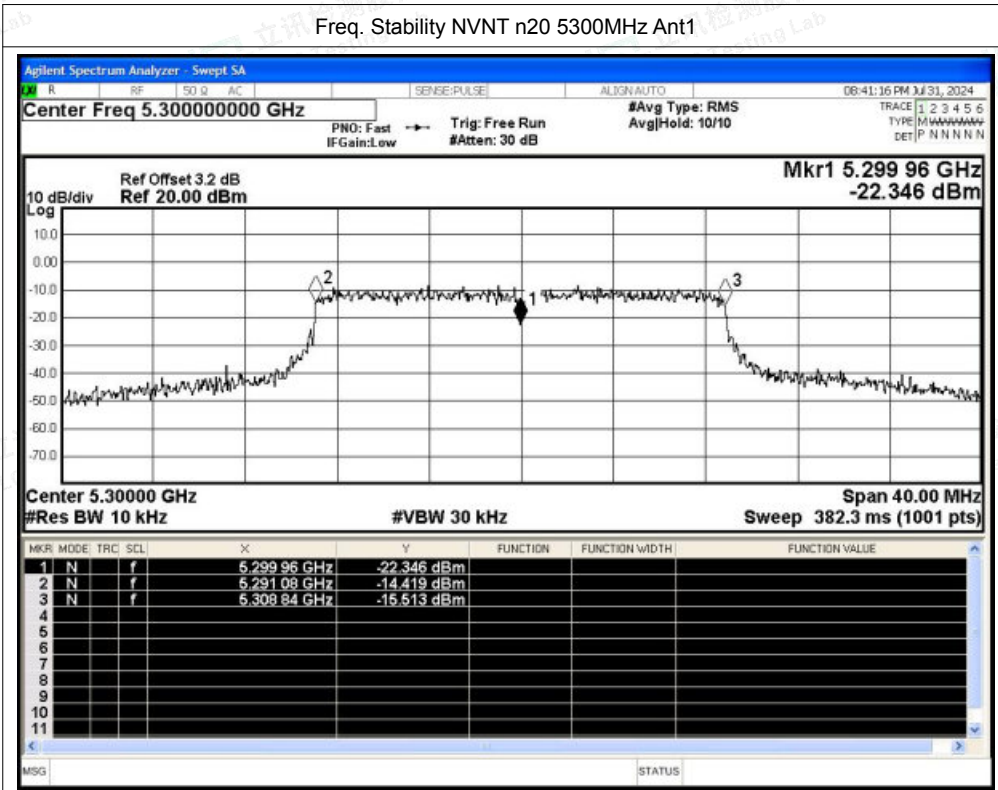 Freq. Stability NVNT n20 5300MHz Ant1
Agilent Spectrum Analyzer - Swept SA
R RF 50 Ω AC SENSE:PULSE ALIGNAUTO 08:41:16 PM Jul 31, 2024
Center Freq 5.300000000 GHz #Avg Type: RMS TRACE 1 2 3 4 5 6
PNO: Fast Trig: Free Run Avg|Hold: 10/10 TYPE M
IFGain:Low #Atten: 30 dB DET P N N N N N
Mkr1 5.299 96 GHz
Ref Offset 3.2 dB
10 dB/div Ref 20.00 dBm -22.346 dBm
Log
10.0
0.00
-10.0
-20.0
-30.0
-40.0
-50.0
-60.0
-70.0
2
1
3
Center 5.30000 GHz Span 40.00 MHz
#Res BW 10 kHz #VBW 30 kHz Sweep 382.3 ms (1001 pts)
MKR MODE TRC SCL X Y FUNCTION FUNCTION WIDTH FUNCTION VALUE
1 N f 5.299 96 GHz -22.346 dBm
2 N f 5.291 08 GHz -14.419 dBm
3 N f 5.308 84 GHz -15.513 dBm
4
5
6
7
8
9
10
11
MSG STATUS